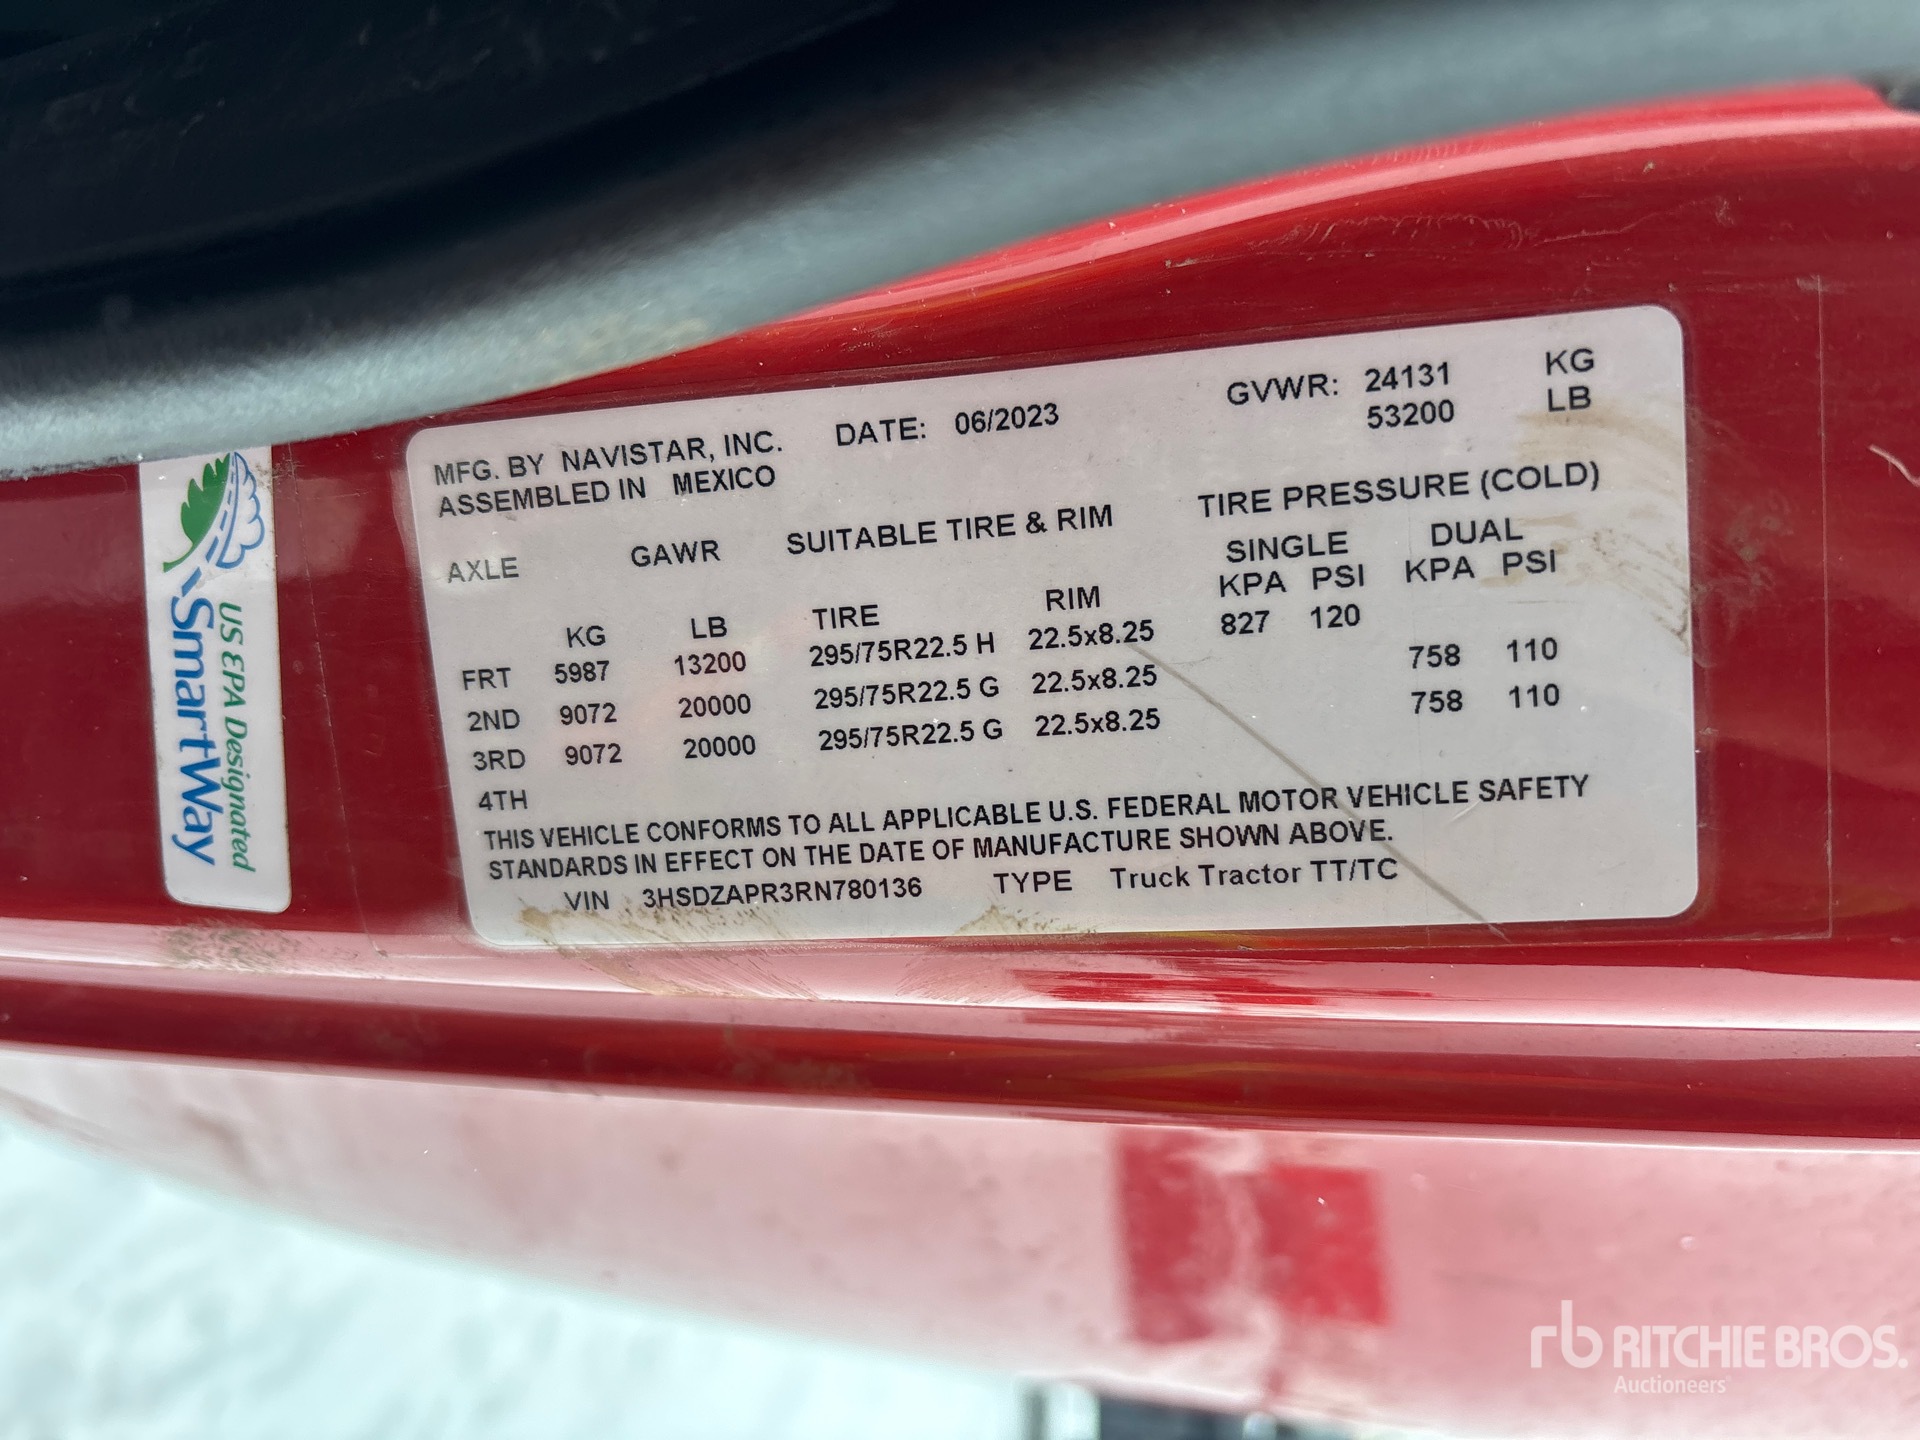 MFG. BY NAVISTAR, INC. DATE: 06/2023 GVWR: 24131 KG
ASSEMBLED IN MEXICO 53200 LB
AXLE GAWR SUITABLE TIRE & RIM TIRE PRESSURE (COLD)
SINGLE DUAL
KG LB TIRE RIM KPA PSI KPA PSI
FRT 5987 13200 295/75R22.5 H 22.5x8.25 827 120
2ND 9072 20000 295/75R22.5 G 22.5x8.25 758 110
3RD 9072 20000 295/75R22.5 G 22.5x8.25 758 110
4TH
THIS VEHICLE CONFORMS TO ALL APPLICABLE U.S. FEDERAL MOTOR VEHICLE SAFETY
STANDARDS IN EFFECT ON THE DATE OF MANUFACTURE SHOWN ABOVE.
VIN 3HSDZAPR3RN780136 TYPE Truck Tractor TT/TC
US EPA Designated
SmartWay
rb RITCHIE BROS.
Auctioneers